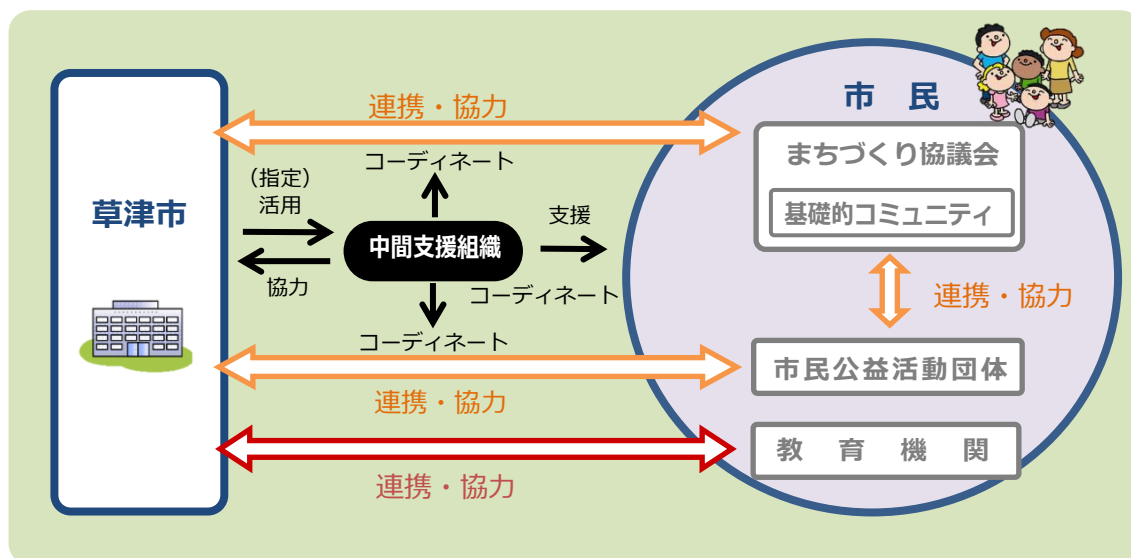 市 民
連携・協力
まちづくり協議会
コーディネート
(指定)
活用
支援
基礎的コミュニティ
草津市
中間支援組織
協力
コーディネート
連携・協力
コーディネート
市民公益活動団体
連携・協力
教 育 機 関
連携・協力